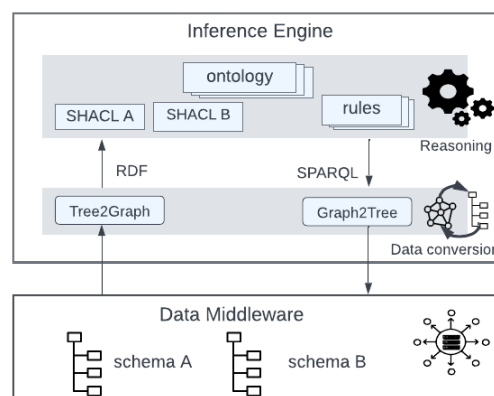 Inference Engine
ontology
SHACL A
SHACL B
rules
Reasoning
RDF
SPARQL
Tree2Graph
Graph2Tree
Data conversion
Data Middleware
schema A
schema B